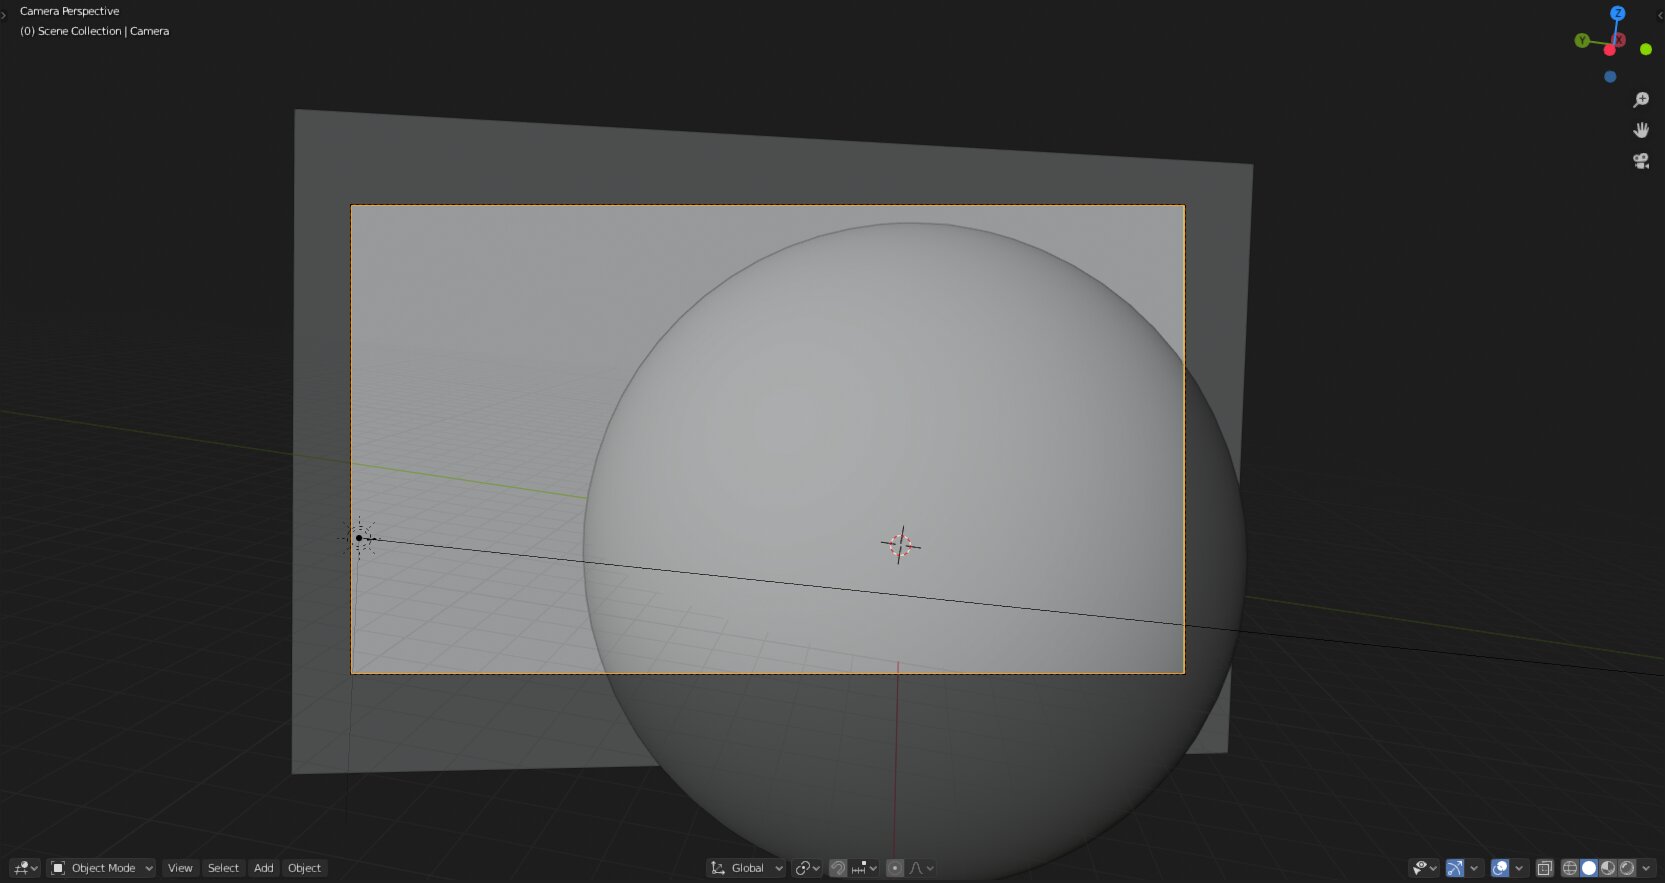 Camera Perspective
(0) Scene Collection | Camera
Z
Y
X
Object Mode
View
Select
Add
Object
Global